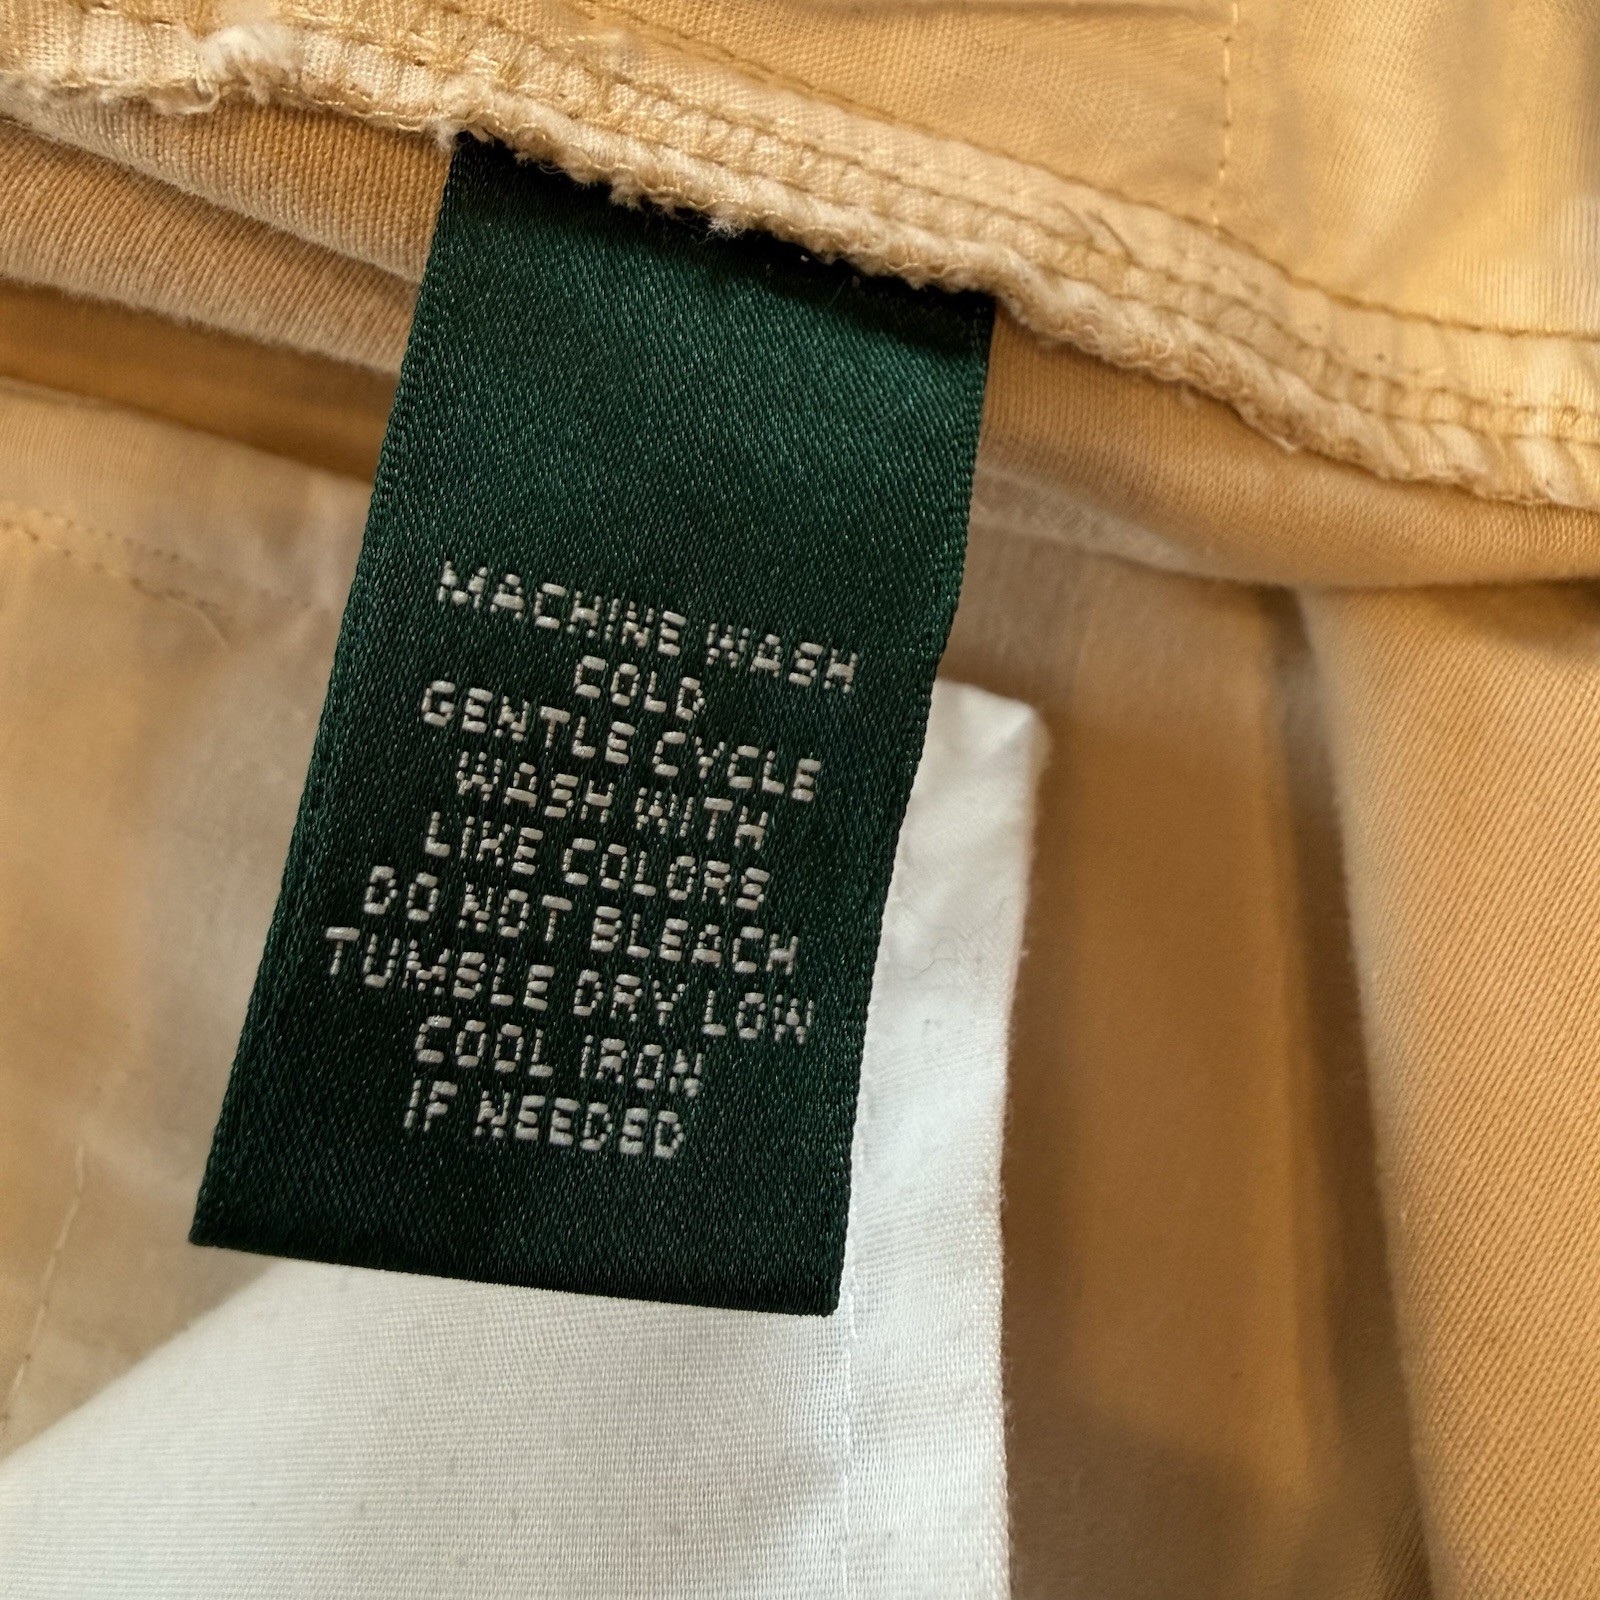 MACHINE WASH
COLD
GENTLE CYCLE
WASH WITH
LIKE COLORS
DO NOT BLEACH
TUMBLE DRY LOW
COOL IRON
IF NEEDED